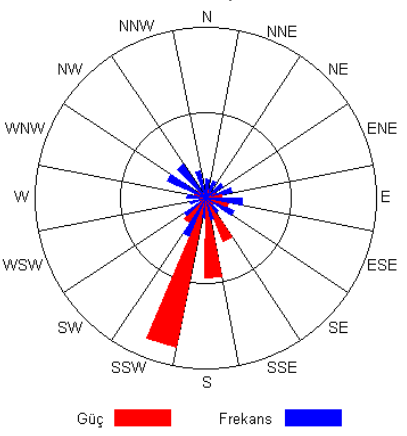 N
NNW NNE
NW NE
WNW ENE
W E
WSW ESE
SW SE
SSW SSE
S
Güç Frekans